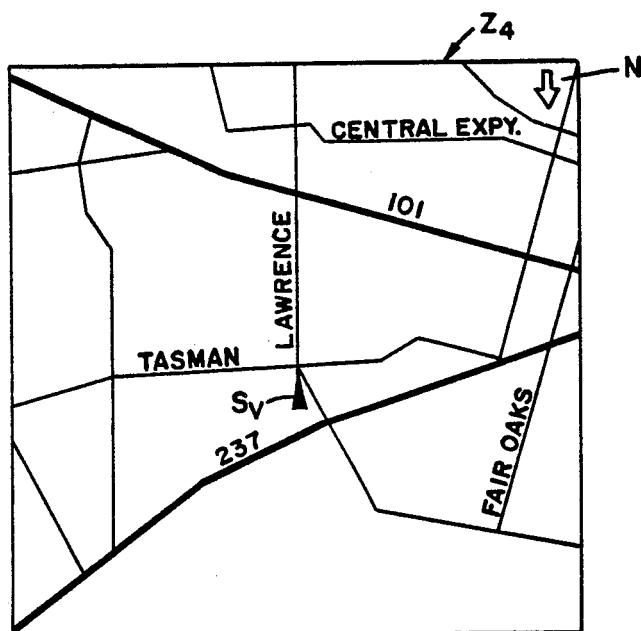 Z4
N
CENTRAL EXPY.
101
LAWRENCE
TASMAN
SV
237
FAIR OAKS